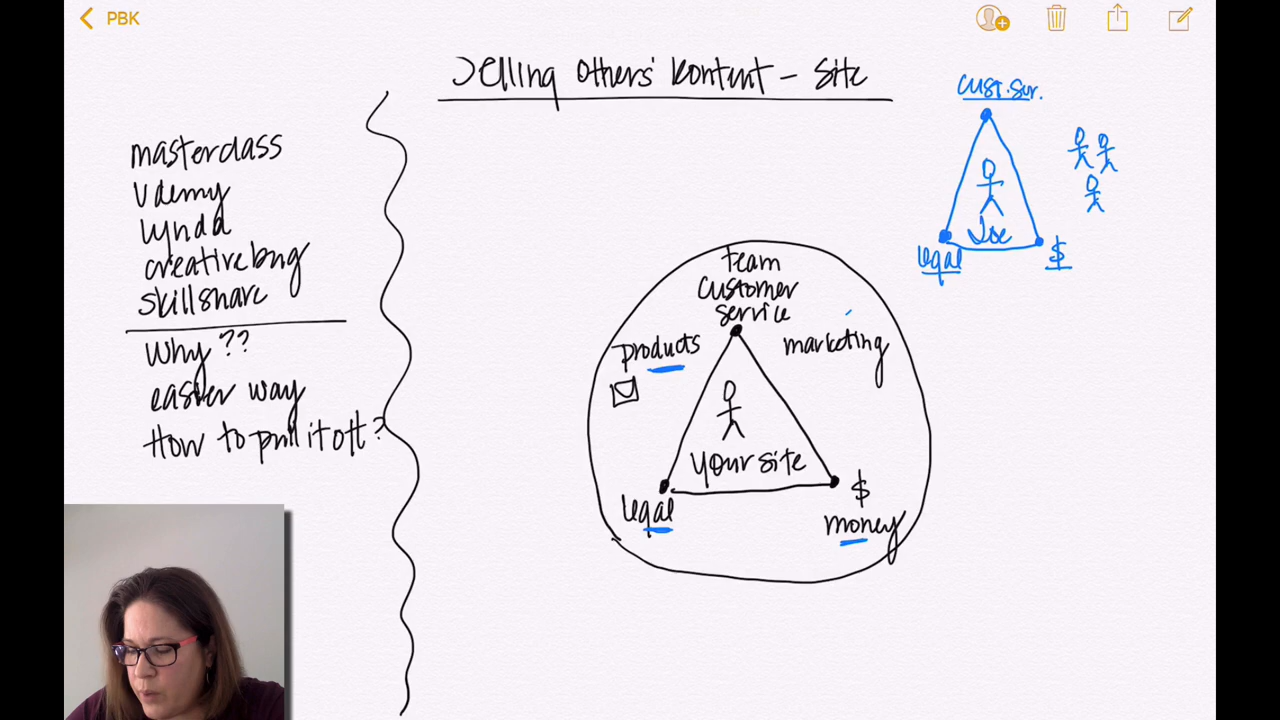 PBK
Selling Others' Kontent - Site
masterclass
Udemy
lynda
creativebug
skillshare
Why ??
easier way
How to pull it off?
Cust. Ser.
Joe
legal
$
team
customer
service
products
marketing
your site
legal
$
money